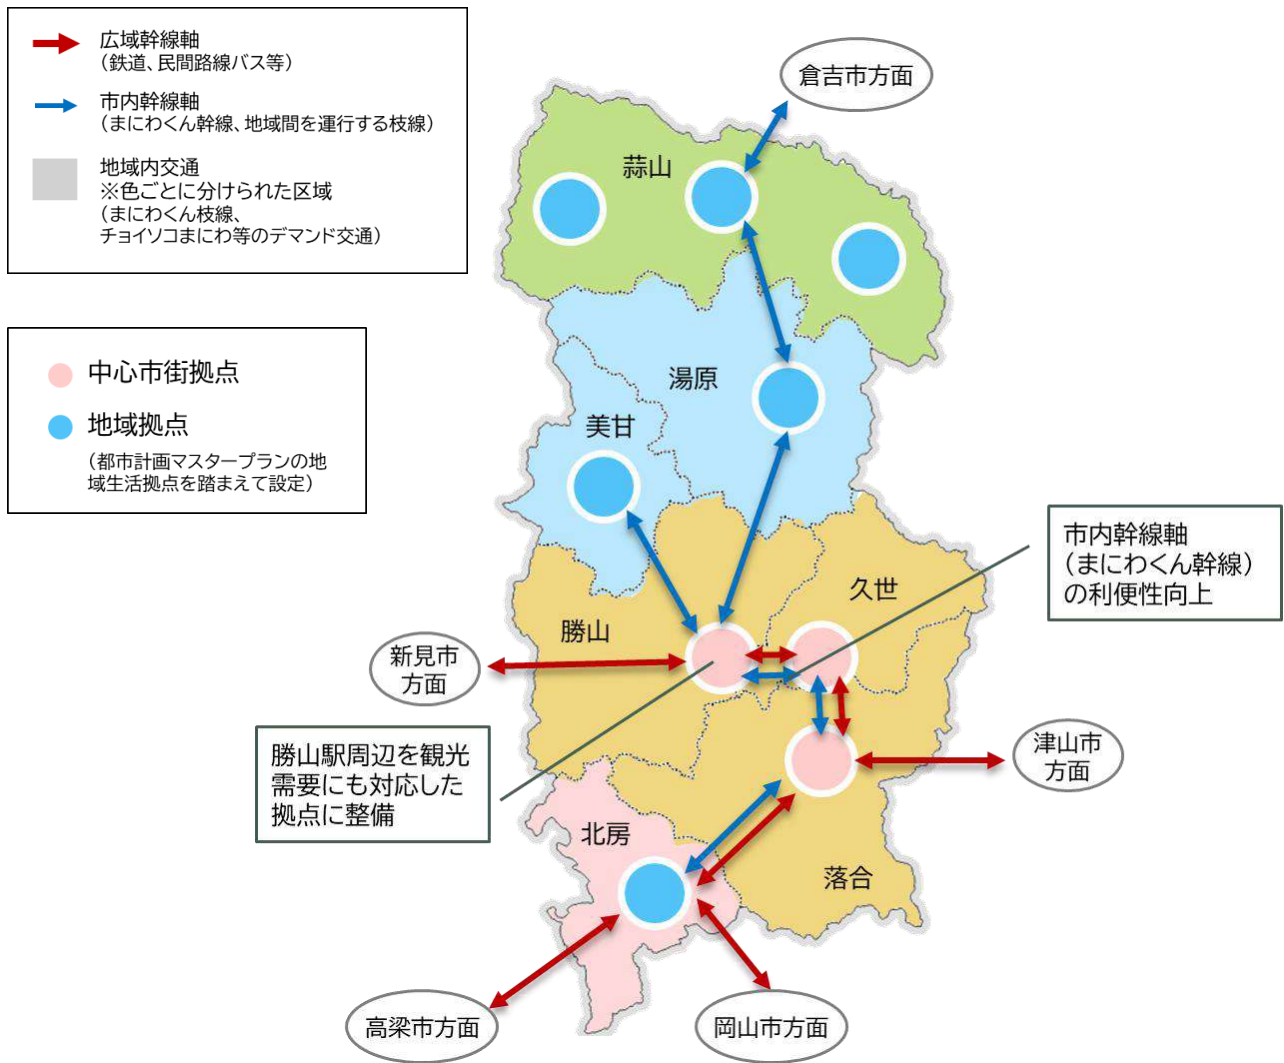 広域幹線軸
（鉄道、民間路線バス等）
市内幹線軸
（まにわくん幹線、地域間を運行する枝線）
地域内交通
※色ごとに分けられた区域
（まにわくん枝線、
チョイソコまにわ等のデマンド交通）
中心市街拠点
地域拠点
（都市計画マスタープランの地
域生活拠点を踏まえて設定）
倉吉市方面
蒜山
湯原
美甘
市内幹線軸
（まにわくん幹線）
の利便性向上
久世
勝山
新見市
方面
津山市
方面
勝山駅周辺を観光
需要にも対応した
拠点に整備
北房
落合
高梁市方面
岡山市方面